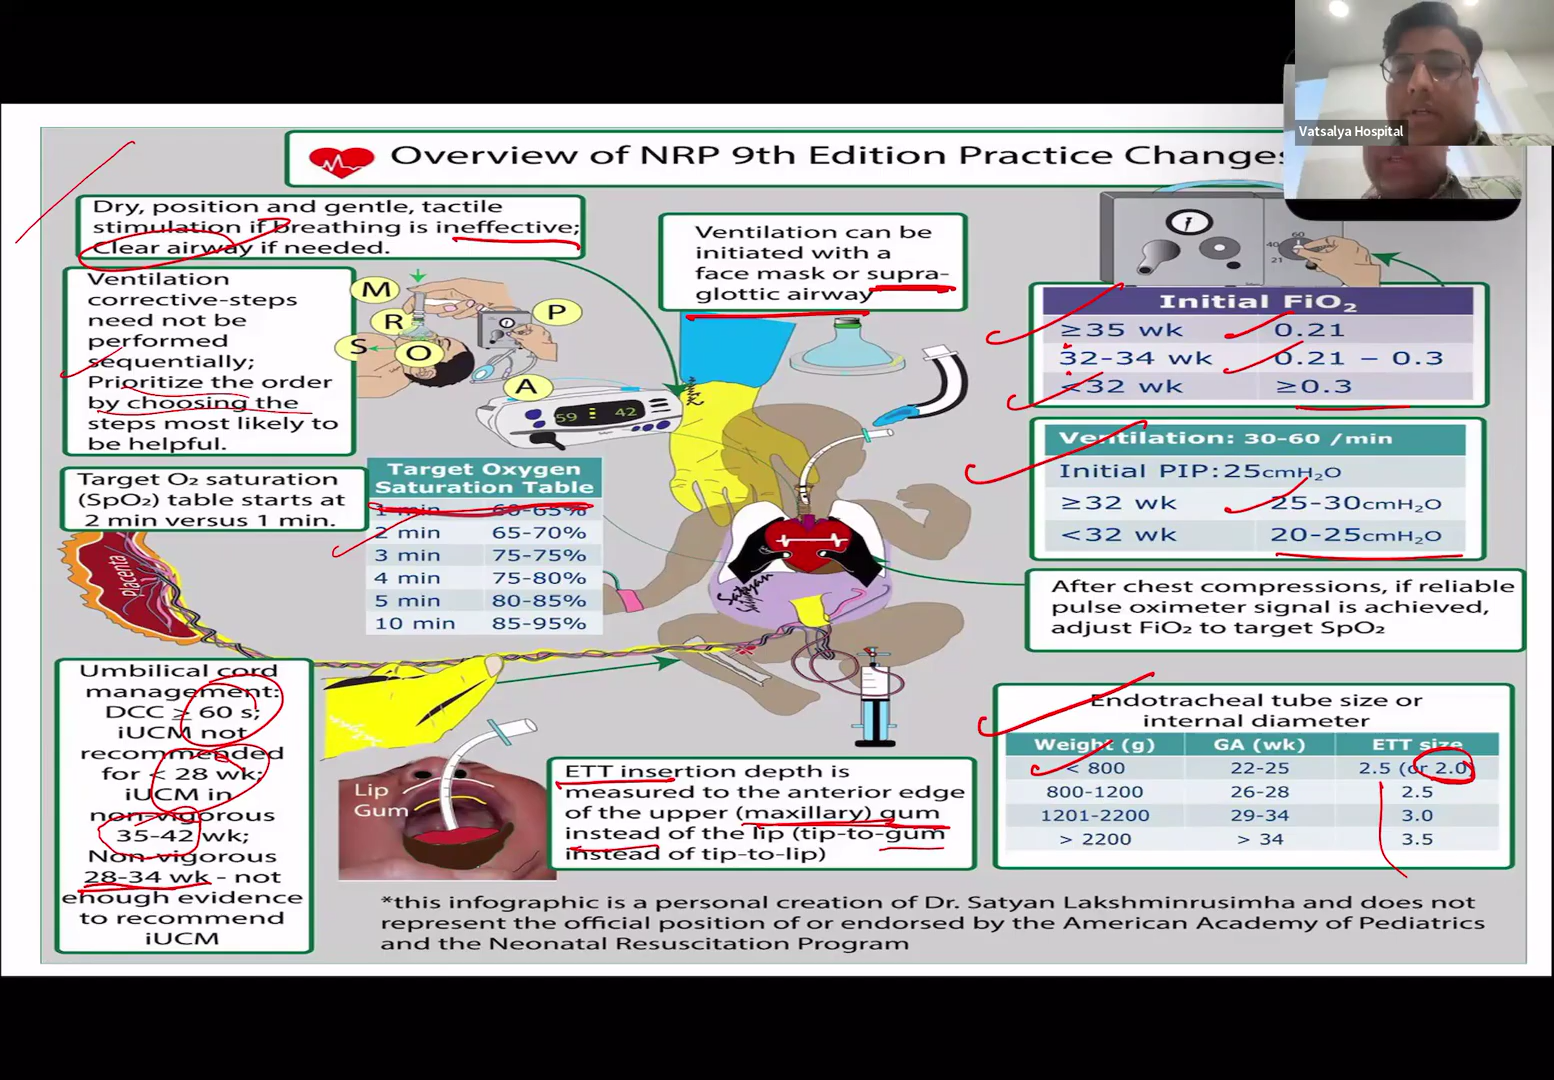 Vatsalya Hospital
Overview of NRP 9th Edition Practice Changes
Dry, position and gentle, tactile
stimulation if breathing is ineffective;
Clear airway if needed.
Ventilation
corrective-steps
need not be
performed
sequentially;
Prioritize the order
by choosing the
steps most likely to
be helpful.
M
R
P
S
O
A
59 42
Ventilation can be
initiated with a
face mask or supra-
glottic airway
60
40
21
Initial FiO₂
≥35 wk 0.21
32-34 wk 0.21 – 0.3
<32 wk ≥0.3
Ventilation: 30-60 /min
Initial PIP:25cmH₂O
≥32 wk 25-30cmH₂O
<32 wk 20-25cmH₂O
Target O₂ saturation
(SpO₂) table starts at
2 min versus 1 min.
Target Oxygen
Saturation Table
1 min 60-65%
2 min 65-70%
3 min 75-75%
4 min 75-80%
5 min 80-85%
10 min 85-95%
Placenta
Satyan
After chest compressions, if reliable
pulse oximeter signal is achieved,
adjust FiO₂ to target SpO₂
Umbilical cord
management:
DCC ≥ 60 s;
iUCM not
recommended
for < 28 wk;
iUCM in
non-vigorous
35-42 wk;
Non-vigorous
28-34 wk - not
enough evidence
to recommend
iUCM
Lip
Gum
ETT insertion depth is
measured to the anterior edge
of the upper (maxillary) gum
instead of the lip (tip-to-gum
instead of tip-to-lip)
Endotracheal tube size or
internal diameter
Weight (g) GA (wk) ETT size
< 800 22-25 2.5 (or 2.0)
800-1200 26-28 2.5
1201-2200 29-34 3.0
> 2200 > 34 3.5
*this infographic is a personal creation of Dr. Satyan Lakshminrusimha and does not
represent the official position of or endorsed by the American Academy of Pediatrics
and the Neonatal Resuscitation Program